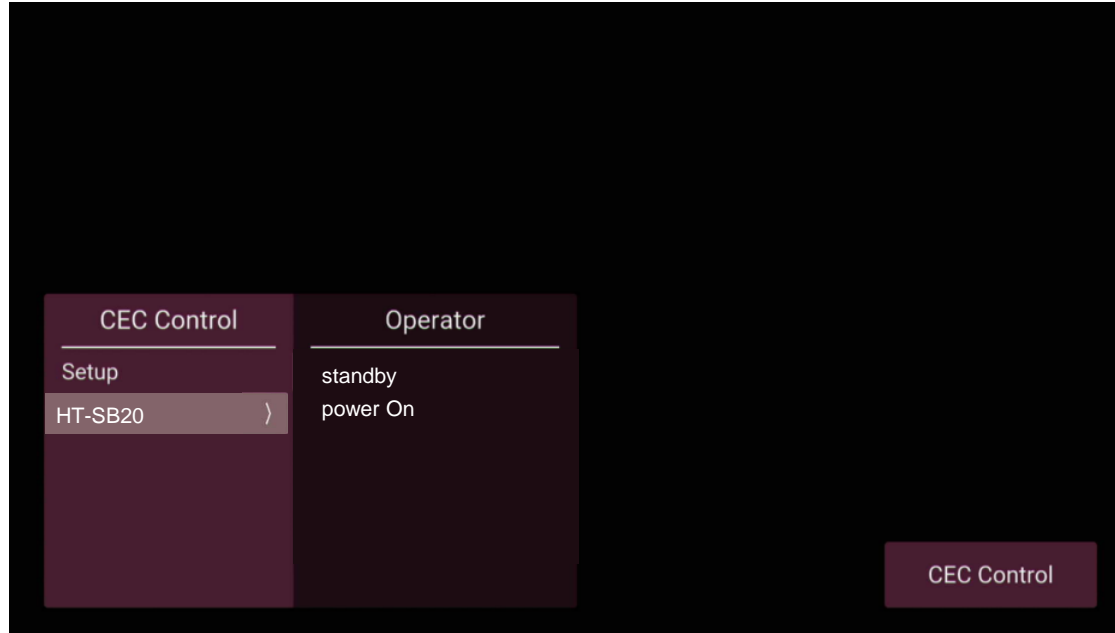 CEC Control
Setup
HT-SB20
Operator
standby
power On
CEC Control